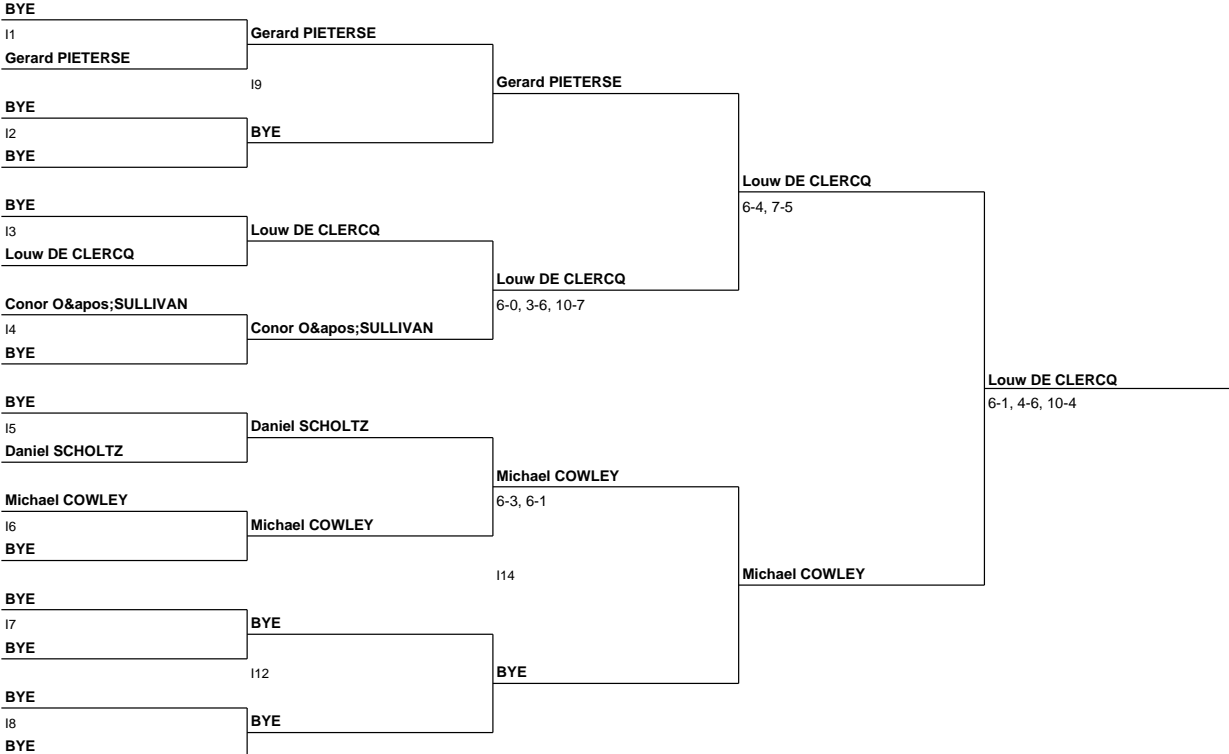 BYE
I1
Gerard PIETERSE
BYE
I2
BYE
BYE
I3
Louw DE CLERCQ
Conor O&apos;SULLIVAN
I4
BYE
BYE
I5
Daniel SCHOLTZ
Michael COWLEY
I6
BYE
BYE
I7
BYE
BYE
I8
BYE
Gerard PIETERSE
I9
BYE
Louw DE CLERCQ
Conor O&apos;SULLIVAN
Daniel SCHOLTZ
Michael COWLEY
BYE
I12
BYE
Gerard PIETERSE
Louw DE CLERCQ
6-0, 3-6, 10-7
Michael COWLEY
6-3, 6-1
I14
BYE
Louw DE CLERCQ
6-4, 7-5
Michael COWLEY
Louw DE CLERCQ
6-1, 4-6, 10-4